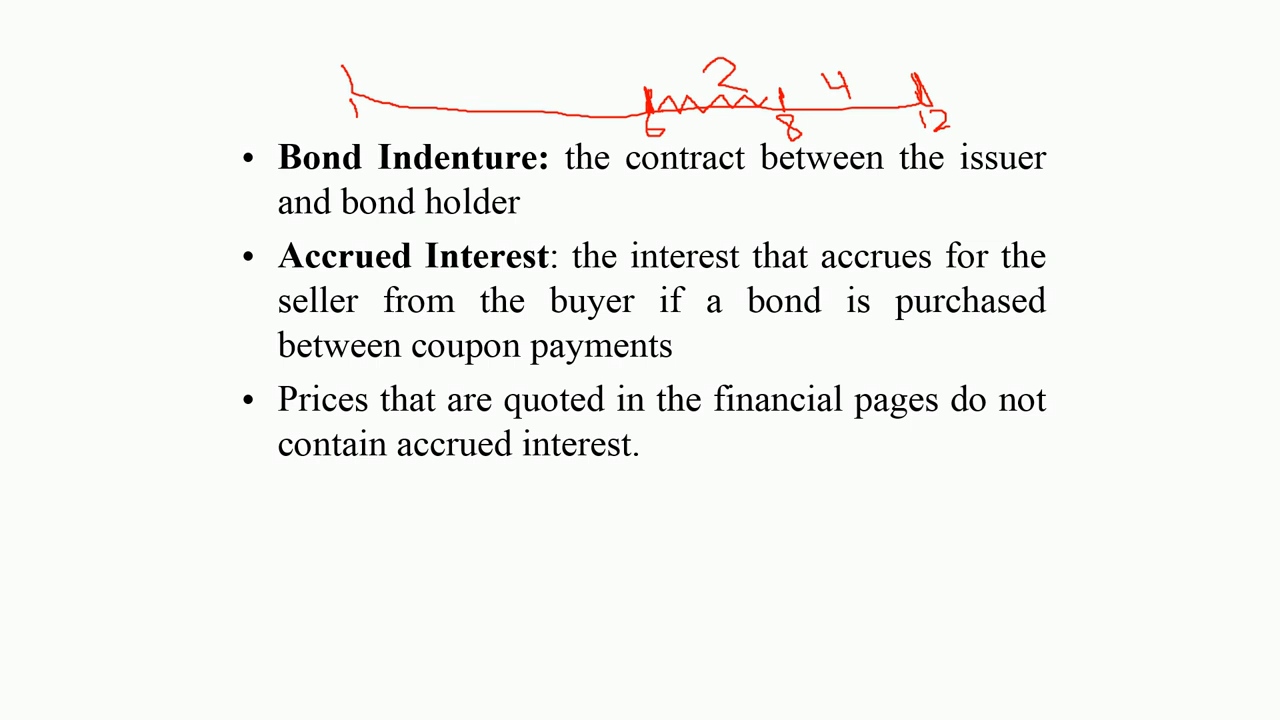 2 4
1 6 8 12
• Bond Indenture: the contract between the issuer
and bond holder
• Accrued Interest: the interest that accrues for the
seller from the buyer if a bond is purchased
between coupon payments
• Prices that are quoted in the financial pages do not
contain accrued interest.